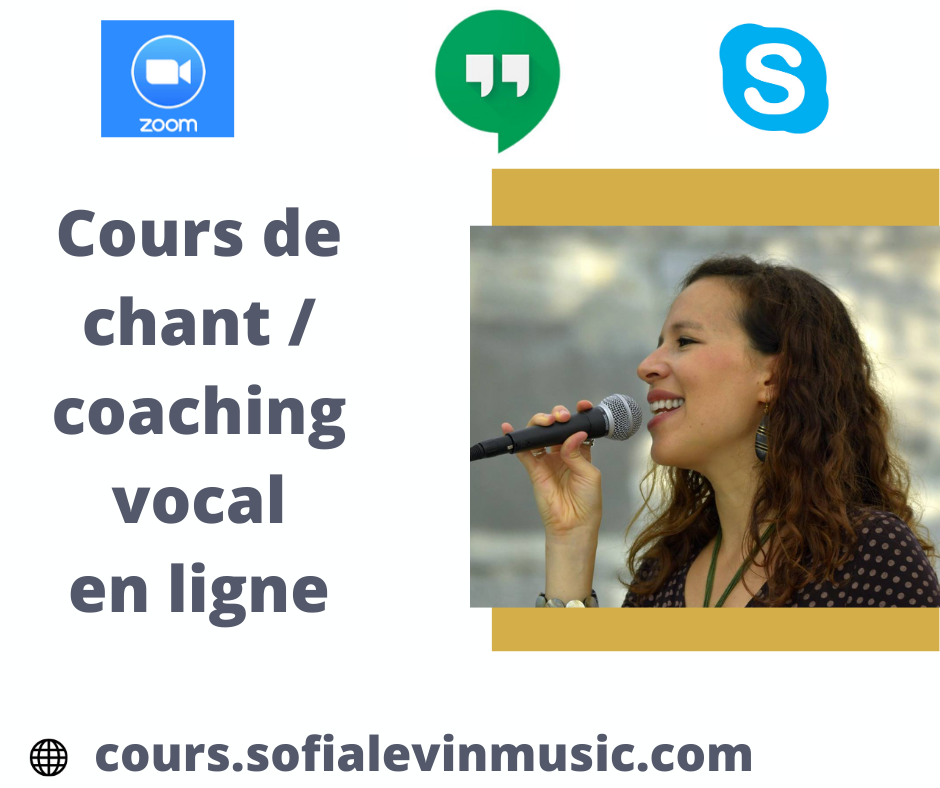 zoom
S
Cours de
chant /
coaching
vocal
en ligne
cours.sofialevinmusic.com